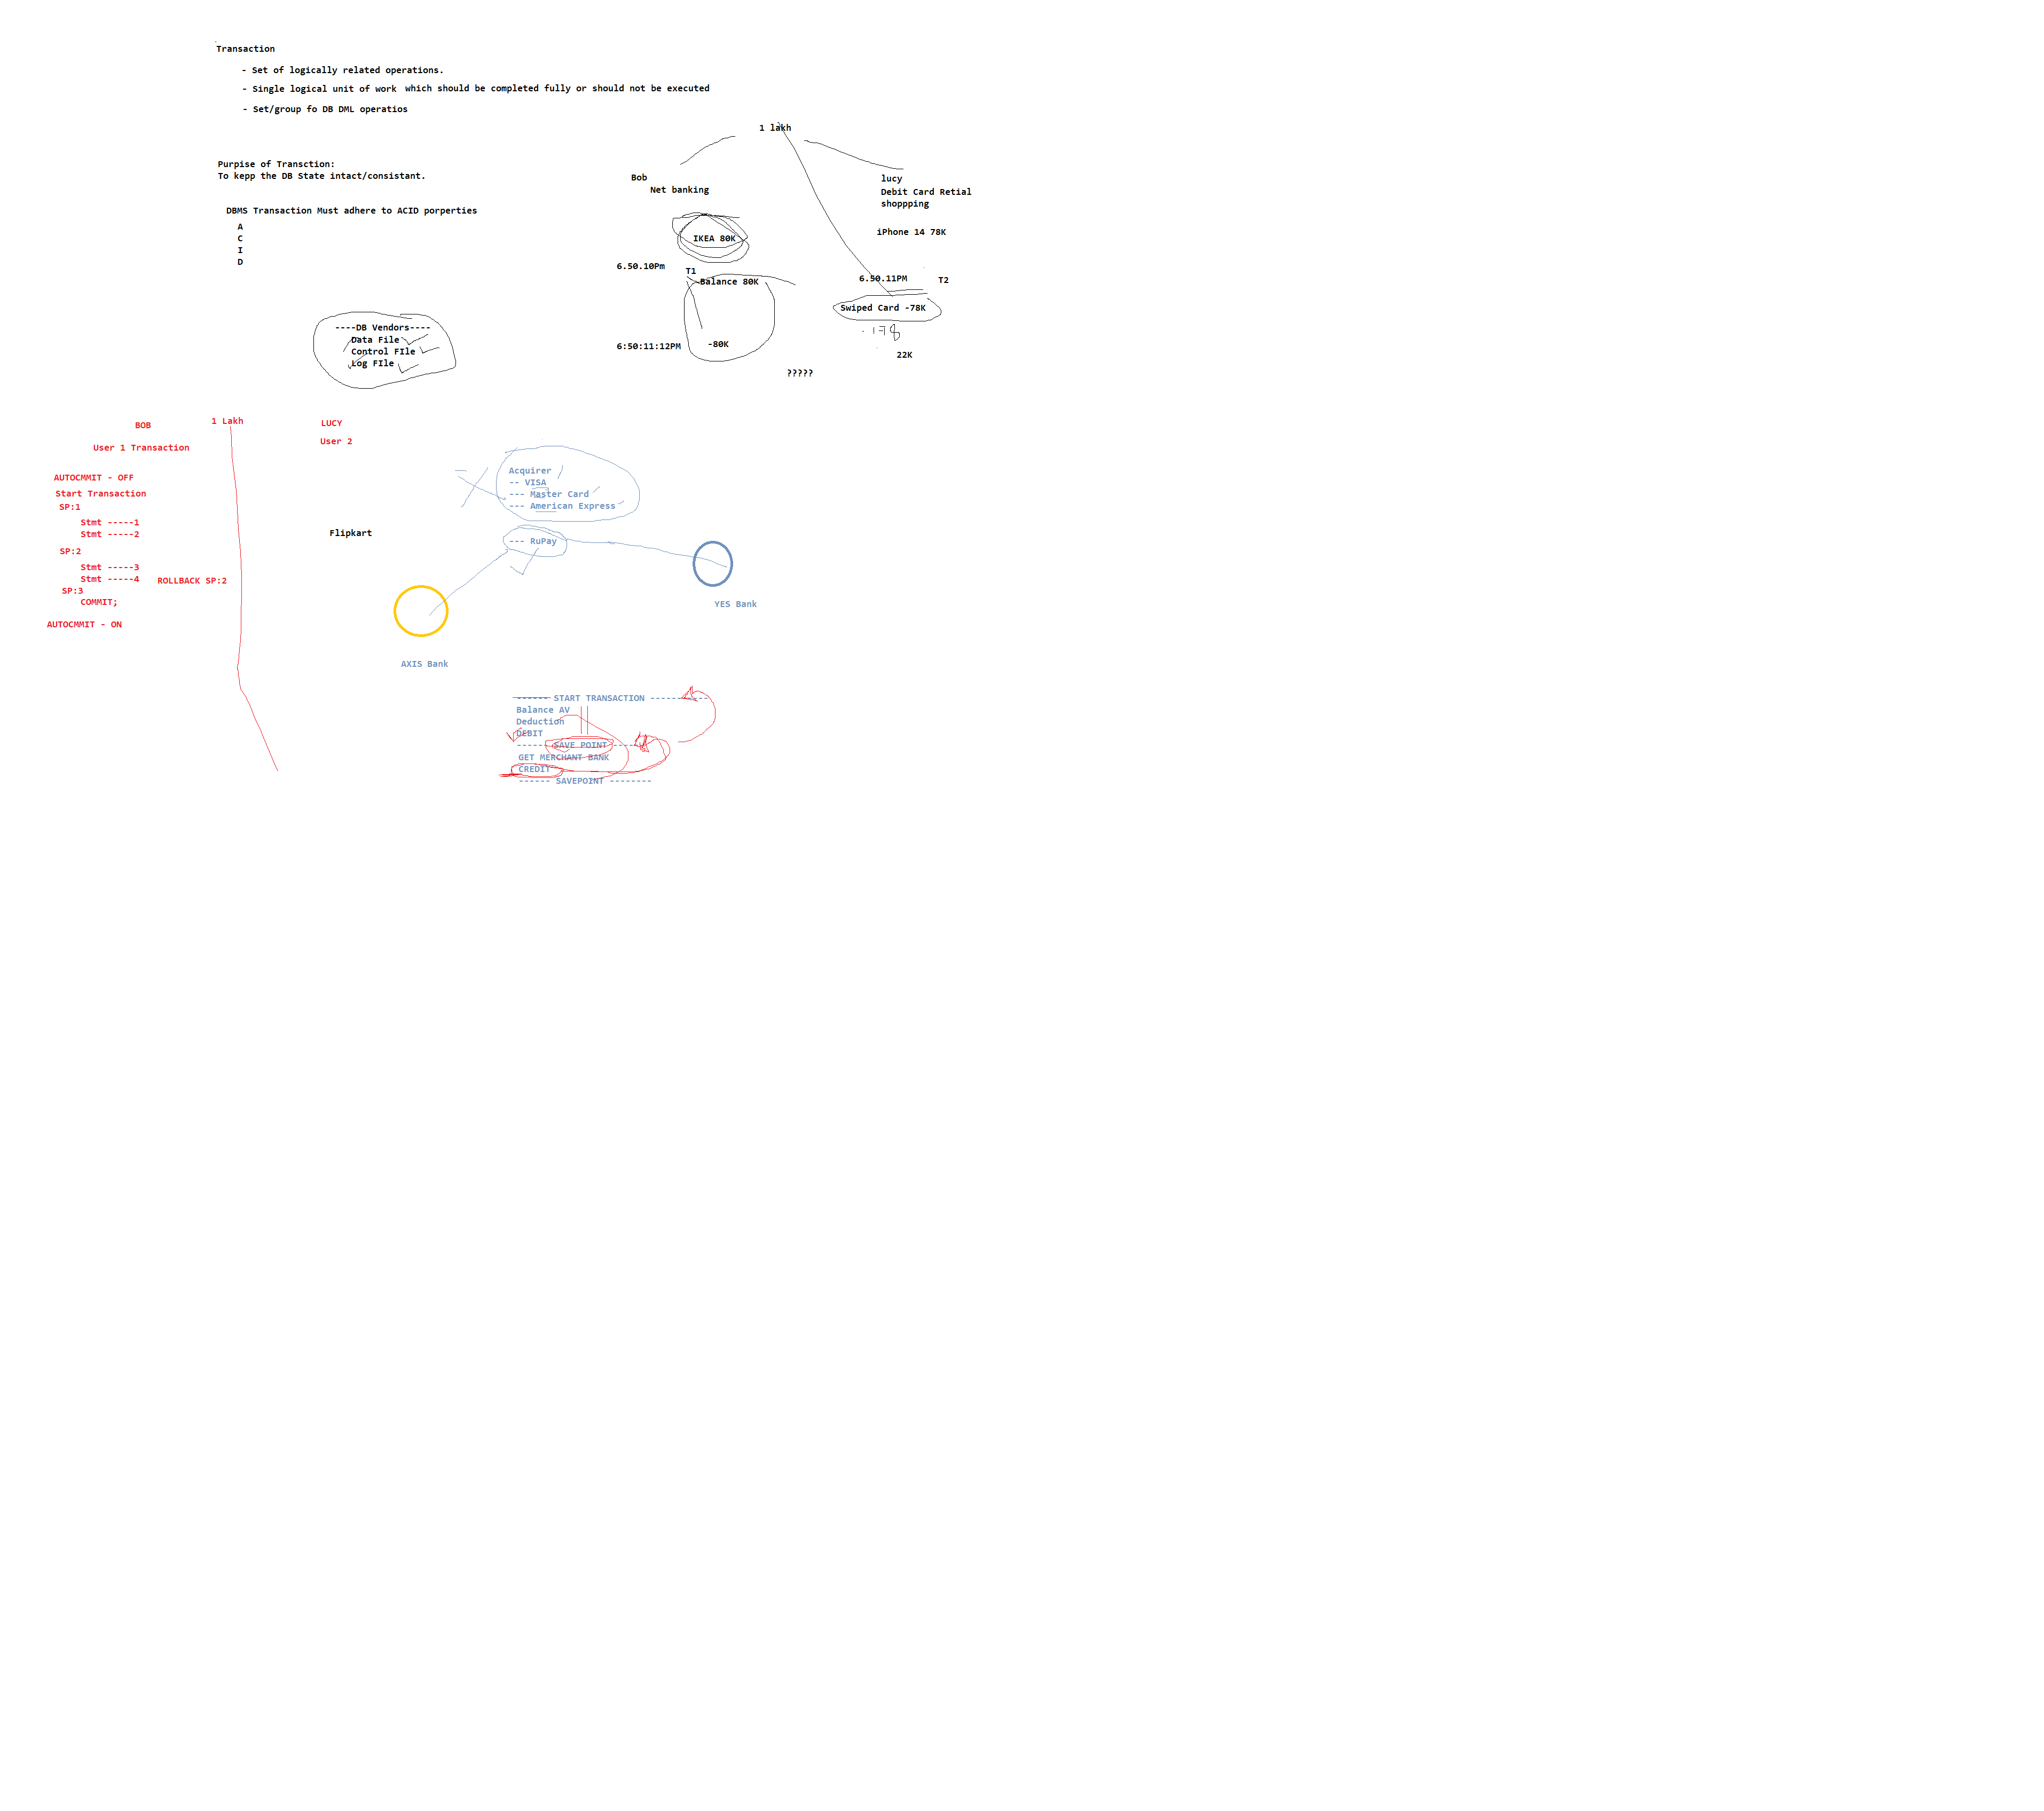 Transaction
- Set of logically related operations.
- Single logical unit of work which should be completed fully or should not be executed
- Set/group fo DB DML operatios
Purpise of Transction:
To kepp the DB State intact/consistant.
DBMS Transaction Must adhere to ACID porperties
A
C
I
D
----DB Vendors----
Data File
Control FIle
Log FIle
1 lakh
Bob
Net banking
IKEA 80K
6.50.10Pm
T1
Balance 80K
6:50:11:12PM
-80K
?????
lucy
Debit Card Retial
shoppping
iPhone 14 78K
6.50.11PM
T2
Swiped Card -78K
178
22K
BOB
1 Lakh
LUCY
User 1 Transaction
User 2
AUTOCMMIT - OFF
Start Transaction
SP:1
Stmt -----1
Stmt -----2
SP:2
Stmt -----3
Stmt -----4
ROLLBACK SP:2
SP:3
COMMIT;
AUTOCMMIT - ON
Flipkart
Acquirer
-- VISA
--- Master Card
--- American Express
--- RuPay
YES Bank
AXIS Bank
------ START TRANSACTION -----------
Balance AV
Deduction
DEBIT
------ SAVE POINT ------
GET MERCHANT BANK
CREDIT
------ SAVEPOINT --------